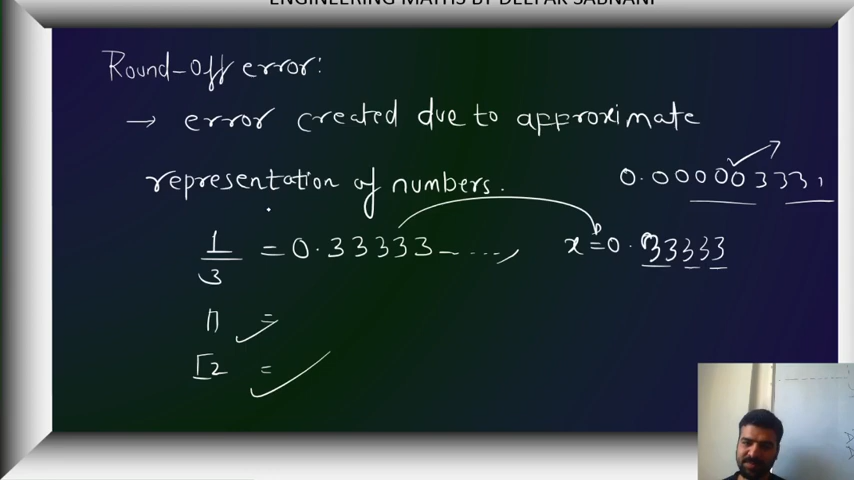 ENGINEERING MATHS BY DEEPAK SABNANI
Round-off error:
→ error created due to approximate
representation of numbers.
0.0000003331
1/3 = 0.33333-----,
x=0.33333
Π =
√2 =